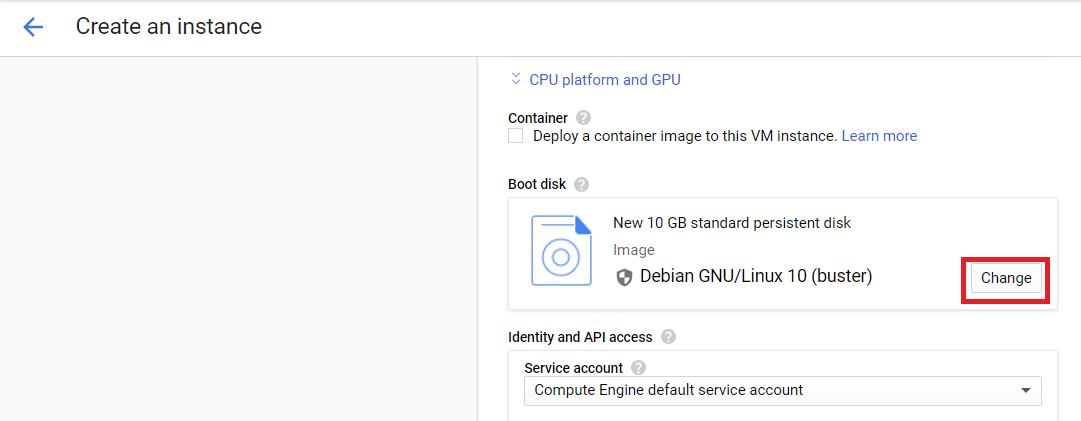 Create an instance
CPU platform and GPU
Container
Deploy a container image to this VM instance. Learn more
Boot disk
New 10 GB standard persistent disk
Image
Debian GNU/Linux 10 (buster)
Change
Identity and API access
Service account
Compute Engine default service account